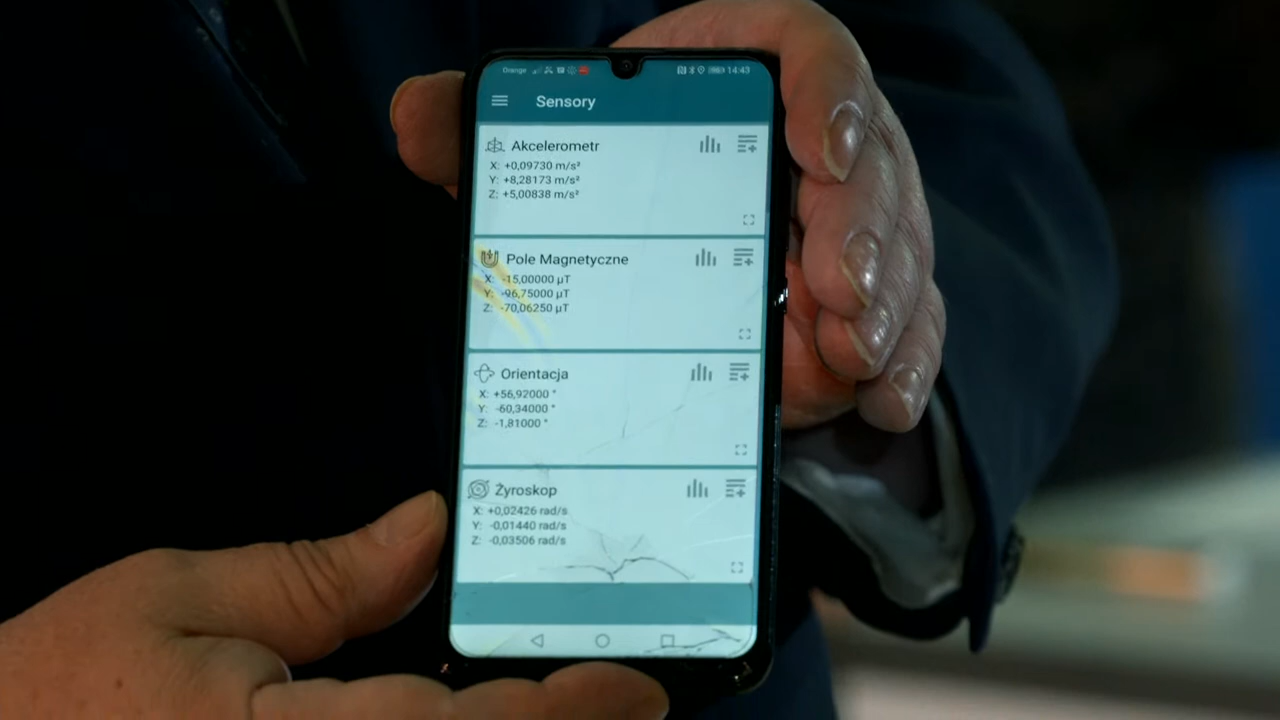 Orange 14:43
Sensory
Akcelerometr
X: +0,09730 m/s²
Y: +8,28173 m/s²
Z: +5,00838 m/s²
Pole Magnetyczne
X: -15,00000 µT
Y: -96,75000 µT
Z: -70,06250 µT
Orientacja
X: +56,92000 °
Y: -60,34000 °
Z: -1,81000 °
Żyroskop
X: +0,02426 rad/s
Y: -0,01440 rad/s
Z: -0,03506 rad/s